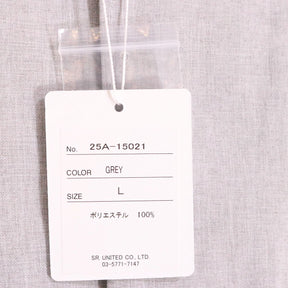 No. 25A-15021
COLOR GREY
SIZE L
ポリエステル 100%
SR. UNITED CO., LTD.
03-5771-7147